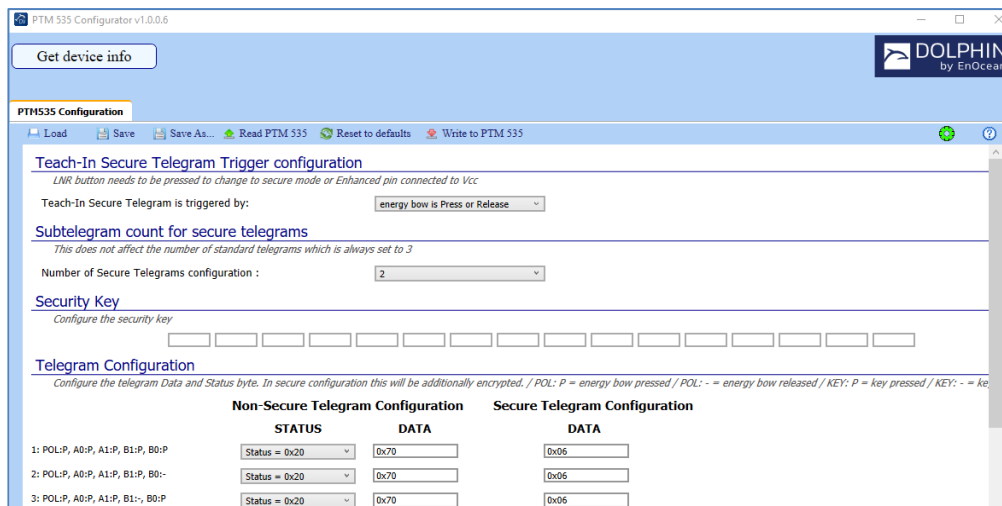 PTM 535 Configurator v1.0.0.6
Get device info
DOLPHIN
by EnOcean
PTM535 Configuration
Load Save Save As... Read PTM 535 Reset to defaults Write to PTM 535
Teach-In Secure Telegram Trigger configuration
LNR button needs to be pressed to change to secure mode or Enhanced pin connected to Vcc
Teach-In Secure Telegram is triggered by: energy bow is Press or Release
Subtelegram count for secure telegrams
This does not affect the number of standard telegrams which is always set to 3
Number of Secure Telegrams configuration : 2
Security Key
Configure the security key
Telegram Configuration
Configure the telegram Data and Status byte. In secure configuration this will be additionally encrypted. / POL: P = energy bow pressed / POL: - = energy bow released / KEY: P = key pressed / KEY: - =
Non-Secure Telegram Configuration Secure Telegram Configuration
STATUS DATA DATA
1: POL:P, A0:P, A1:P, B1:P, B0:P Status = 0x20 0x70 0x06
2: POL:P, A0:P, A1:P, B1:P, B0:- Status = 0x20 0x70 0x06
3: POL:P, A0:P, A1:P, B1:-, B0:P Status = 0x20 0x70 0x06